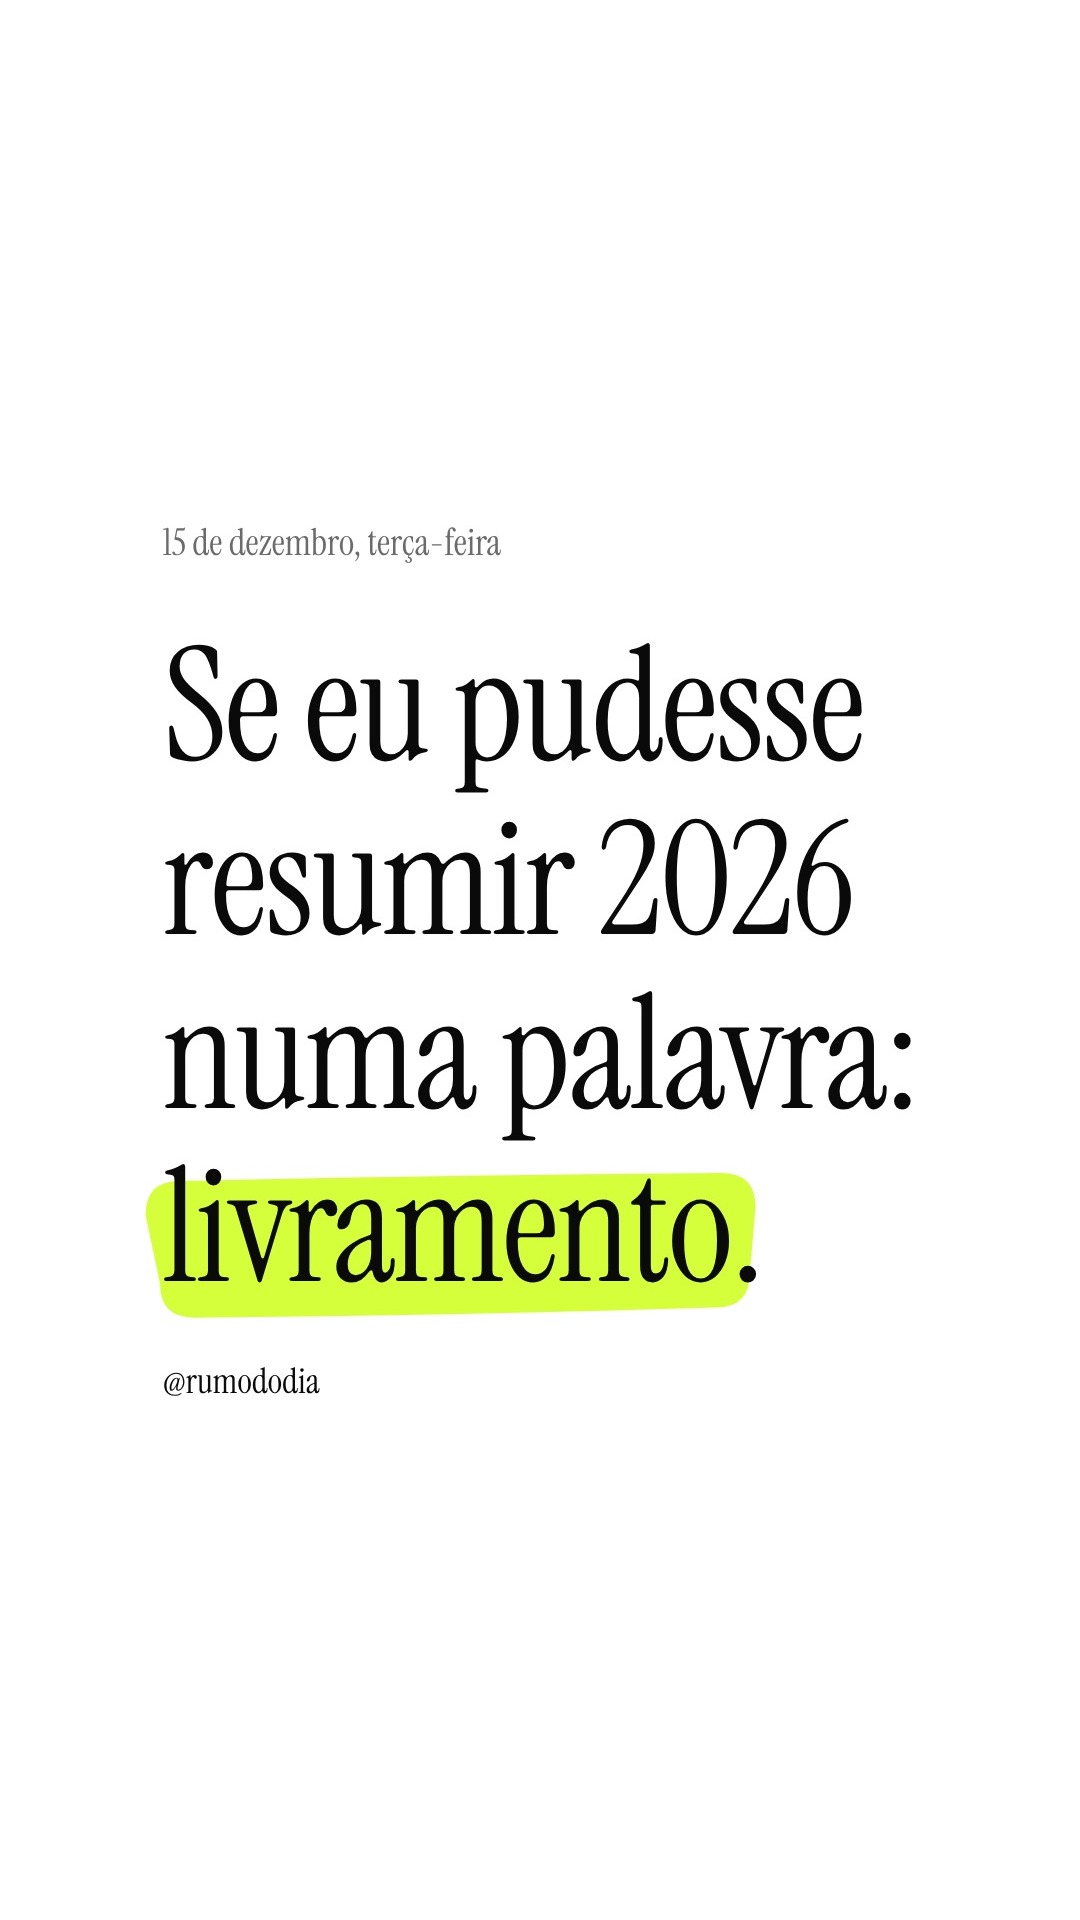 15 de dezembro, terça-feira
Se eu pudesse
resumir 2026
numa palavra:
livramento.
@rumododia